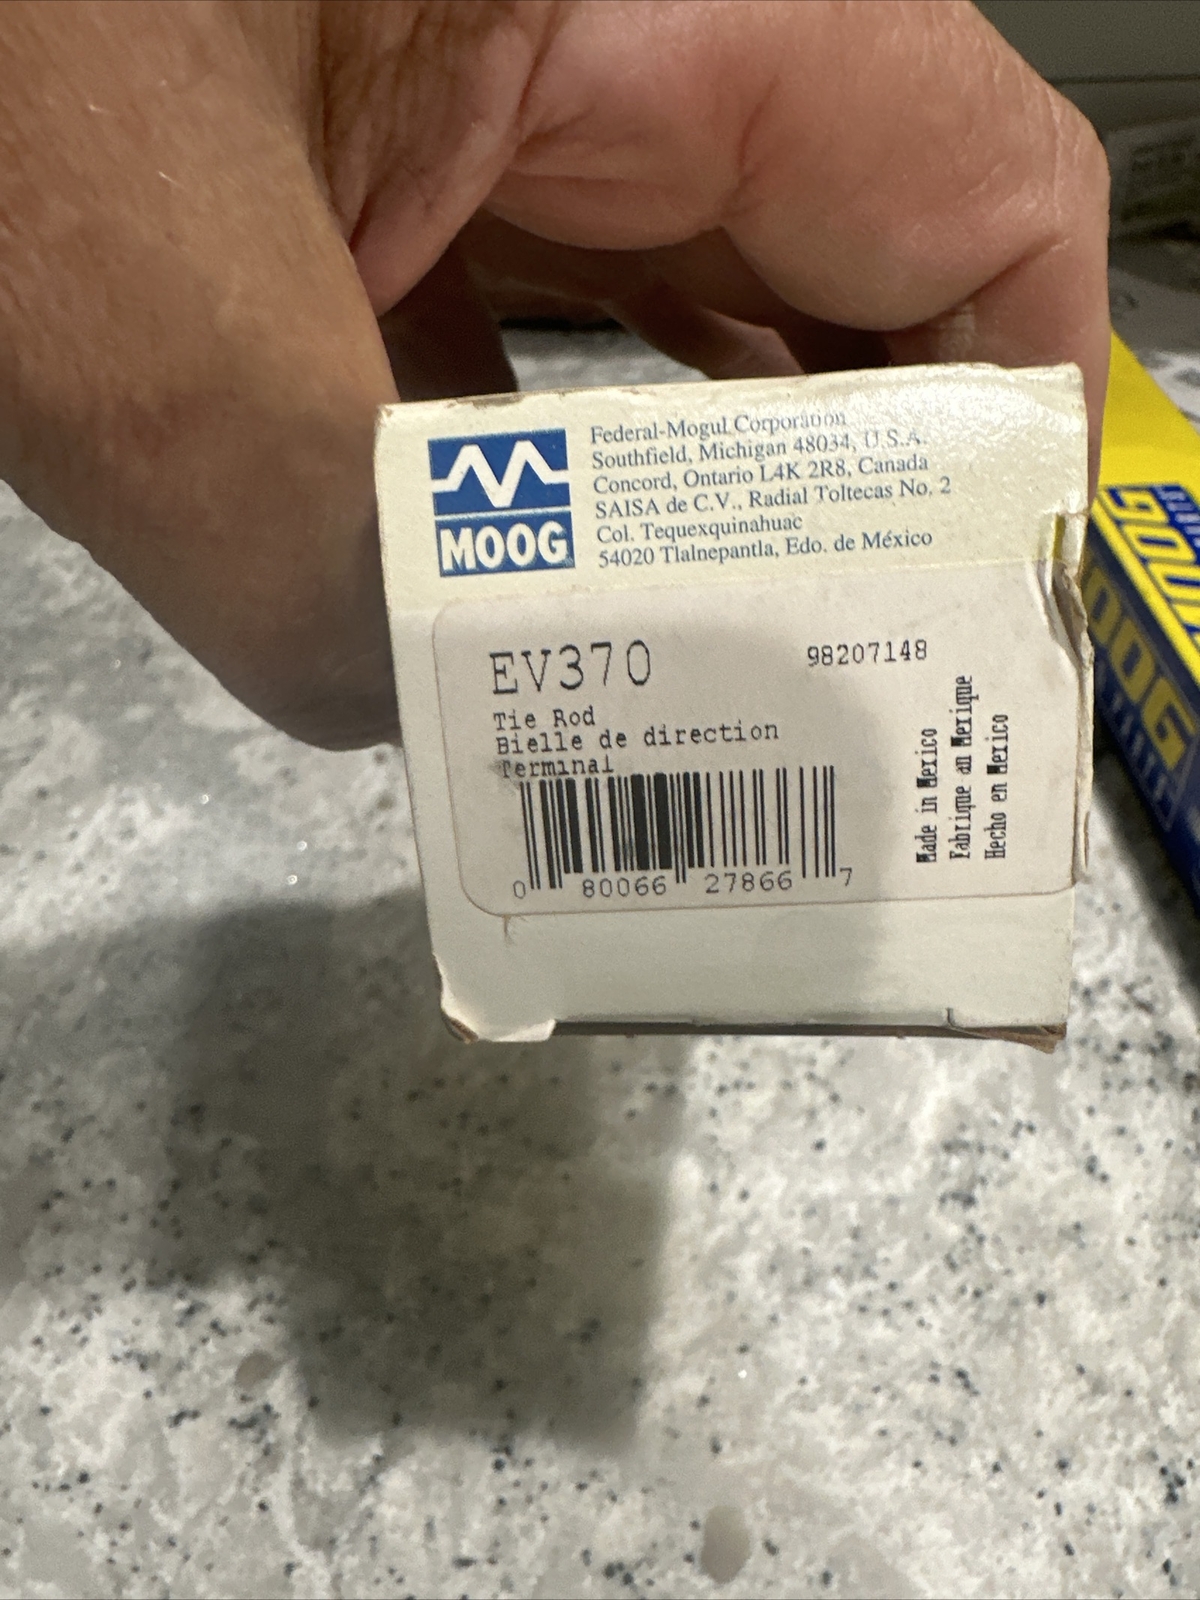 MOOG
Federal-Mogul Corporation
Southfield, Michigan 48034, U.S.A.
Concord, Ontario L4K 2R8, Canada
SAISA de C.V., Radial Toltecas No. 2
Col. Tequexquinahuac
54020 Tlalnepantla, Edo. de México
EV370
98207148
Tie Rod
Bielle de direction
Terminal
0 80066 27866 7
Made in Mexico
Fabrique au Mexique
Hecho en Mexico
MOOG